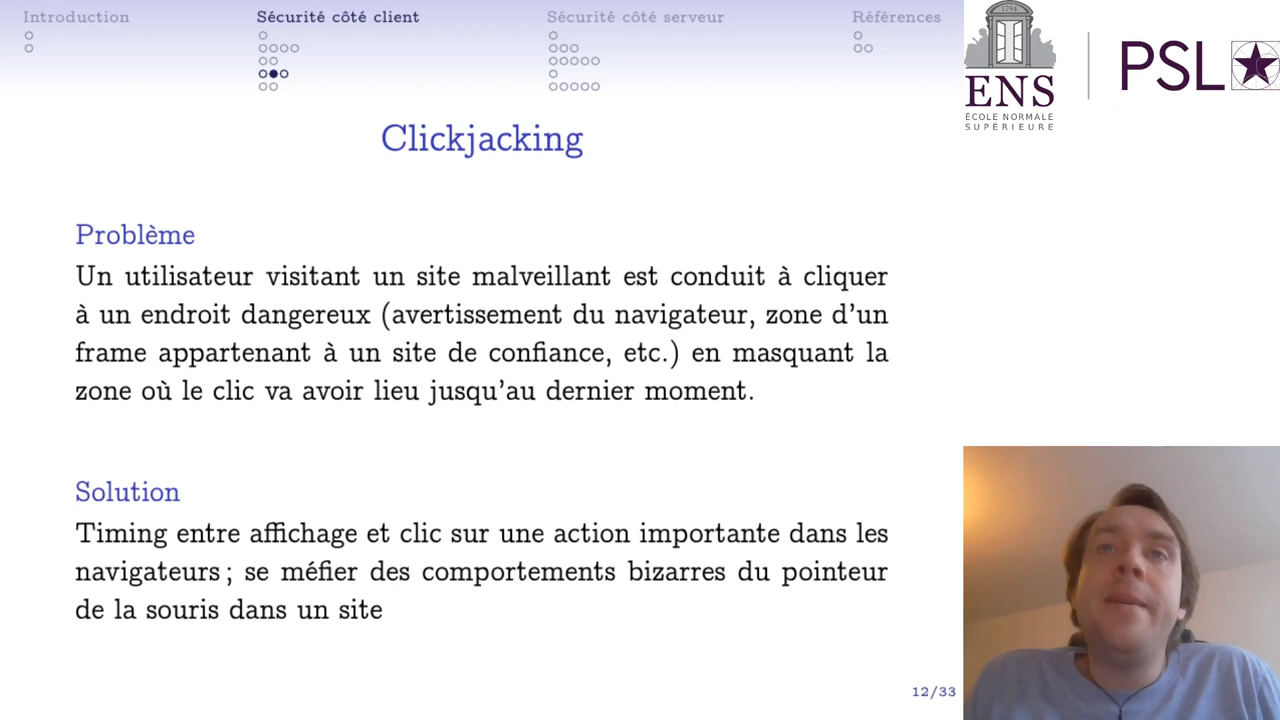 Introduction
Sécurité côté client
Sécurité côté serveur
Références
1794
ENS
ÉCOLE NORMALE
SUPÉRIEURE
PSL
Clickjacking
Problème
Un utilisateur visitant un site malveillant est conduit à cliquer
à un endroit dangereux (avertissement du navigateur, zone d'un
frame appartenant à un site de confiance, etc.) en masquant la
zone où le clic va avoir lieu jusqu'au dernier moment.
Solution
Timing entre affichage et clic sur une action importante dans les
navigateurs ; se méfier des comportements bizarres du pointeur
de la souris dans un site
12/33